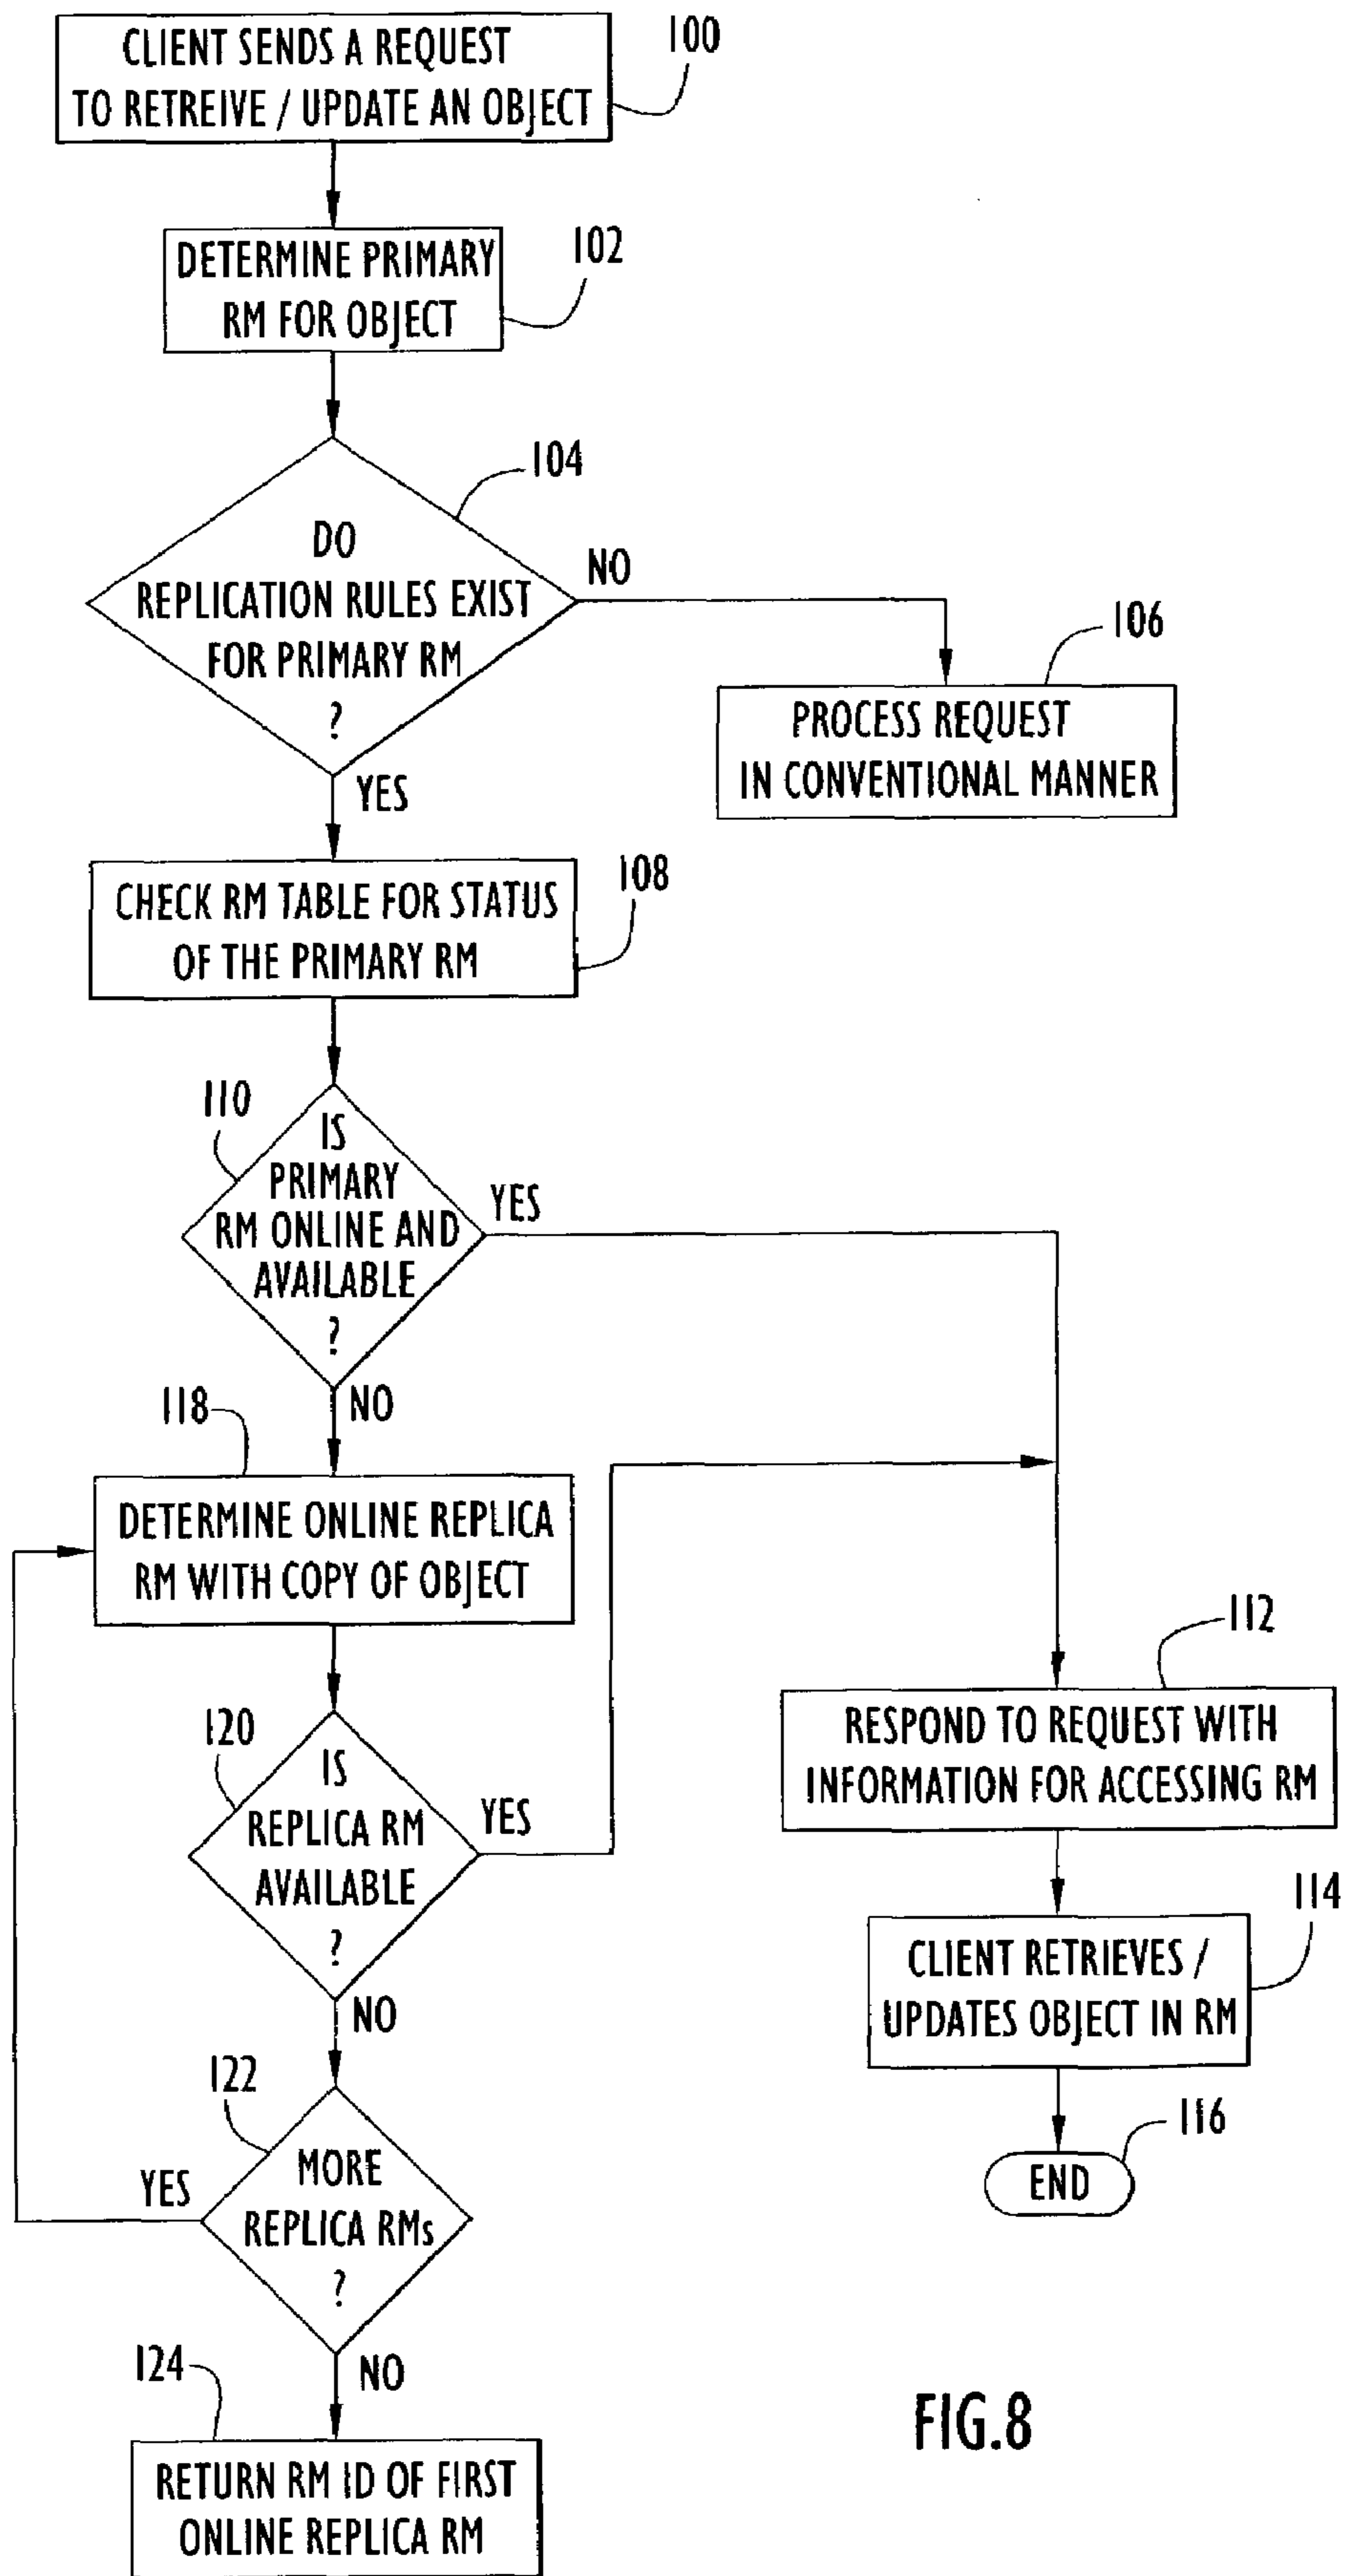 CLIENT SENDS A REQUEST
TO RETREIVE / UPDATE AN OBJECT
100
DETERMINE PRIMARY
RM FOR OBJECT
102
DO
REPLICATION RULES EXIST
FOR PRIMARY RM
?
104
NO
YES
PROCESS REQUEST
IN CONVENTIONAL MANNER
106
CHECK RM TABLE FOR STATUS
OF THE PRIMARY RM
108
110
IS
PRIMARY
RM ONLINE AND
AVAILABLE
?
YES
NO
118
DETERMINE ONLINE REPLICA
RM WITH COPY OF OBJECT
120
IS
REPLICA RM
AVAILABLE
?
YES
NO
112
RESPOND TO REQUEST WITH
INFORMATION FOR ACCESSING RM
114
CLIENT RETRIEVES /
UPDATES OBJECT IN RM
116
END
122
MORE
REPLICA RMs
?
YES
NO
124
RETURN RM ID OF FIRST
ONLINE REPLICA RM
FIG.8